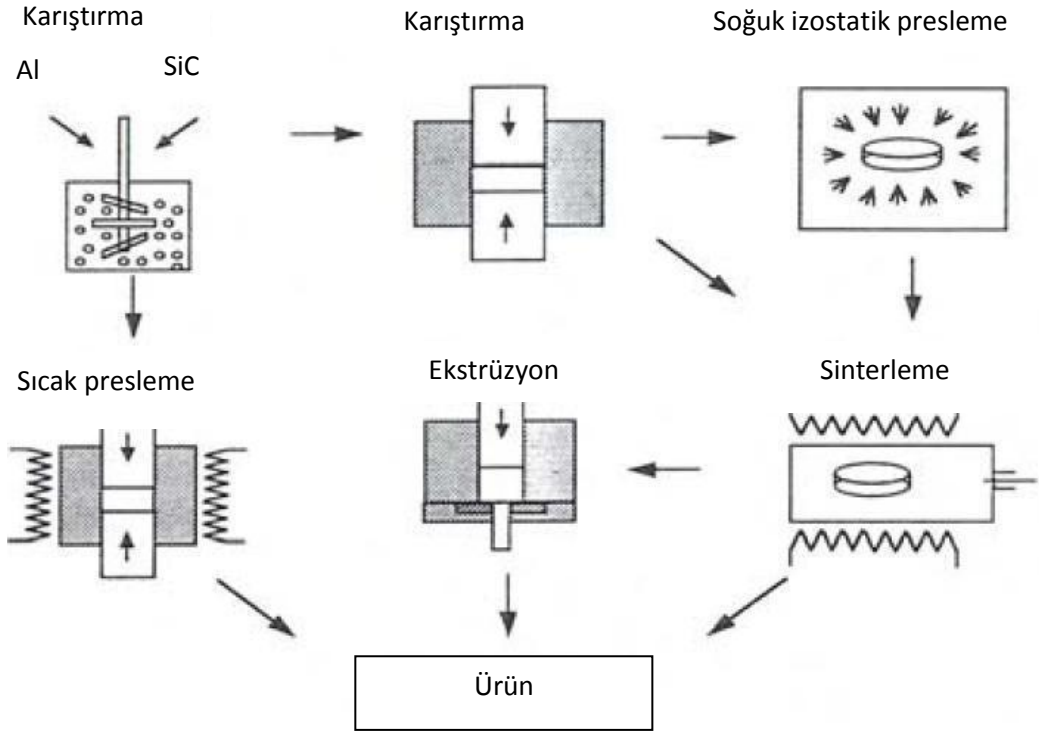 Karıştırma
Karıştırma
Soğuk izostatik presleme
Al
SiC
Sıcak presleme
Ekstrüzyon
Sinterleme
Ürün